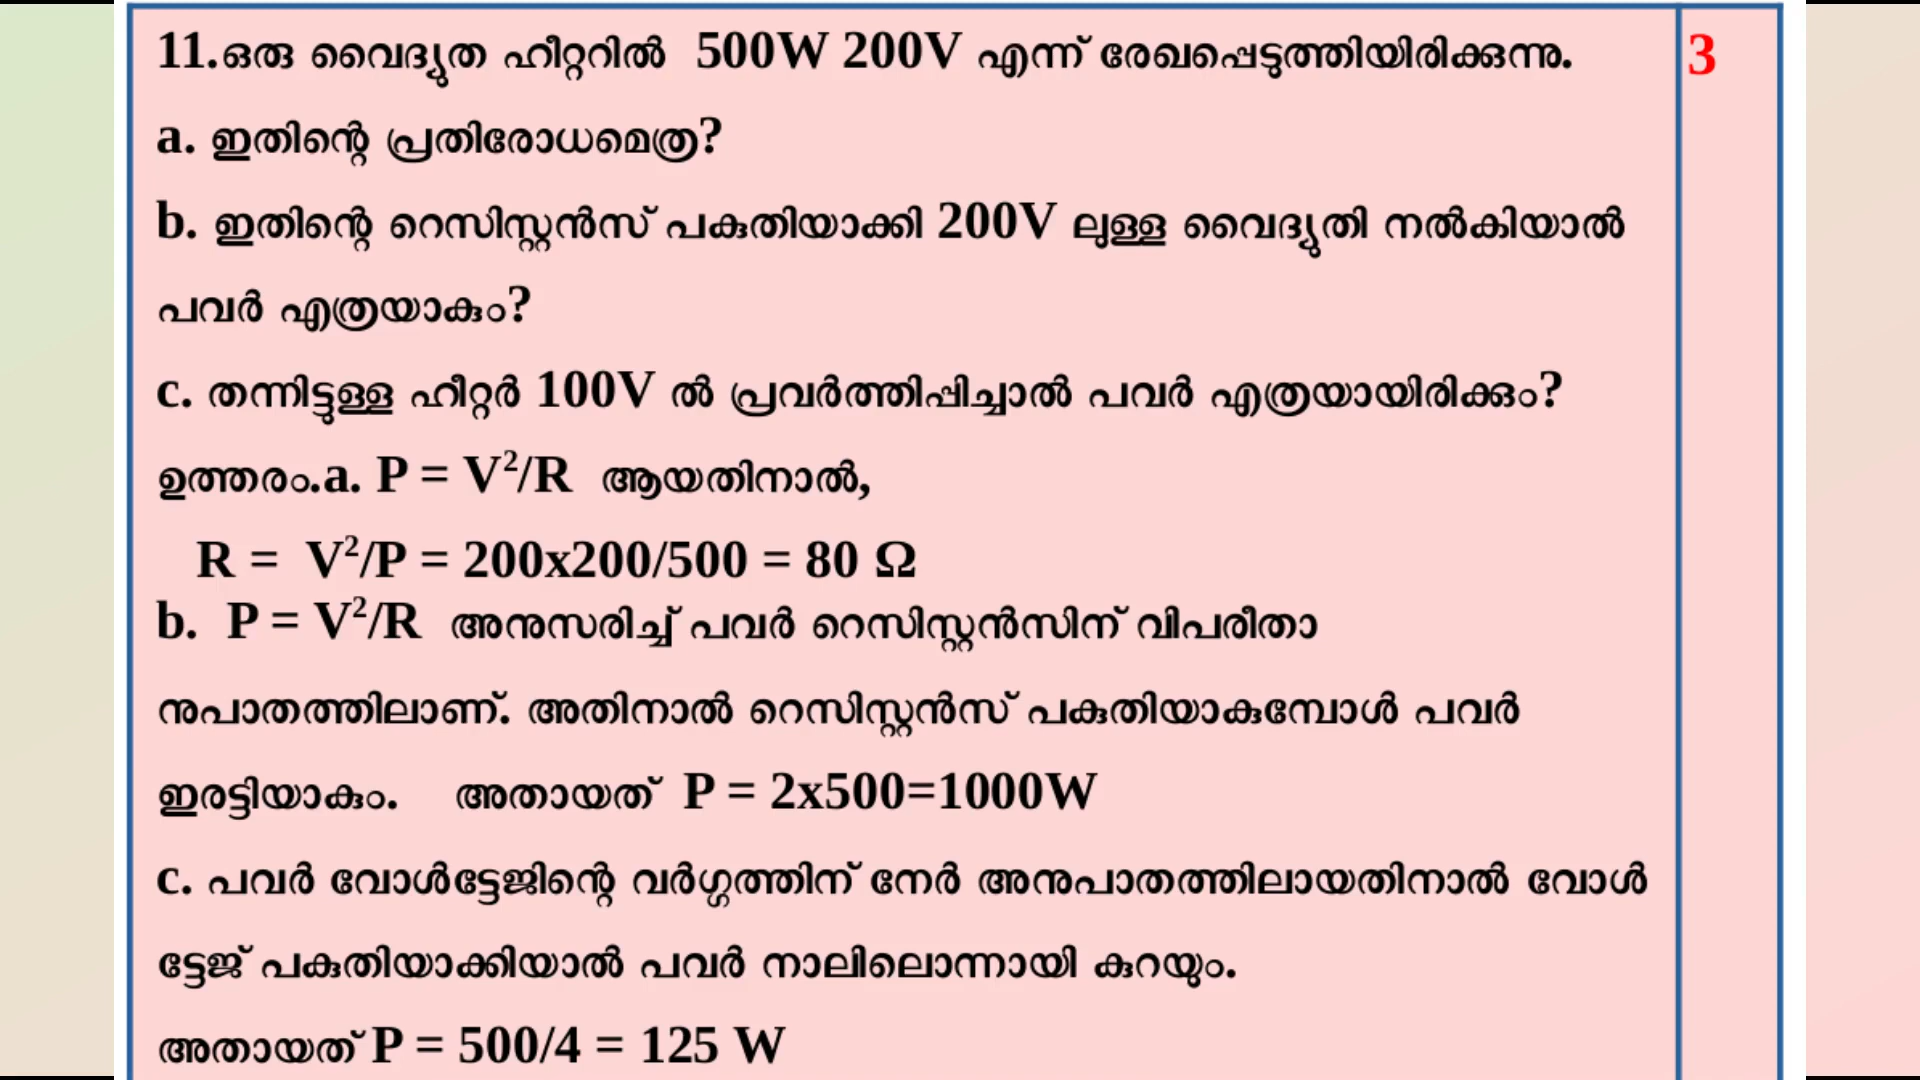 11.ഒരു വൈദ്യുത ഹീറ്ററിൽ 500W 200V എന്ന് രേഖപ്പെടുത്തിയിരിക്കുന്നു. 3
a. ഇതിന്റെ പ്രതിരോധമെത്ര?
b. ഇതിന്റെ റെസിസ്റ്റൻസ് പകുതിയാക്കി 200V ലുള്ള വൈദ്യുതി നൽകിയാൽ
പവർ എത്രയാകും?
c. തന്നിട്ടുള്ള ഹീറ്റർ 100V ൽ പ്രവർത്തിപ്പിച്ചാൽ പവർ എത്രയായിരിക്കും?
ഉത്തരം.a. P = V²/R ആയതിനാൽ,
R = V²/P = 200x200/500 = 80 Ω
b. P = V²/R അനുസരിച്ച് പവർ റെസിസ്റ്റൻസിന് വിപരീതാ
നുപാതത്തിലാണ്. അതിനാൽ റെസിസ്റ്റൻസ് പകുതിയാകുമ്പോൾ പവർ
ഇരട്ടിയാകും. അതായത് P = 2x500=1000W
c. പവർ വോൾട്ടേജിന്റെ വർഗ്ഗത്തിന് നേർ അനുപാതത്തിലായതിനാൽ വോൾ
ട്ടേജ് പകുതിയാക്കിയാൽ പവർ നാലിലൊന്നായി കുറയും.
അതായത് P = 500/4 = 125 W